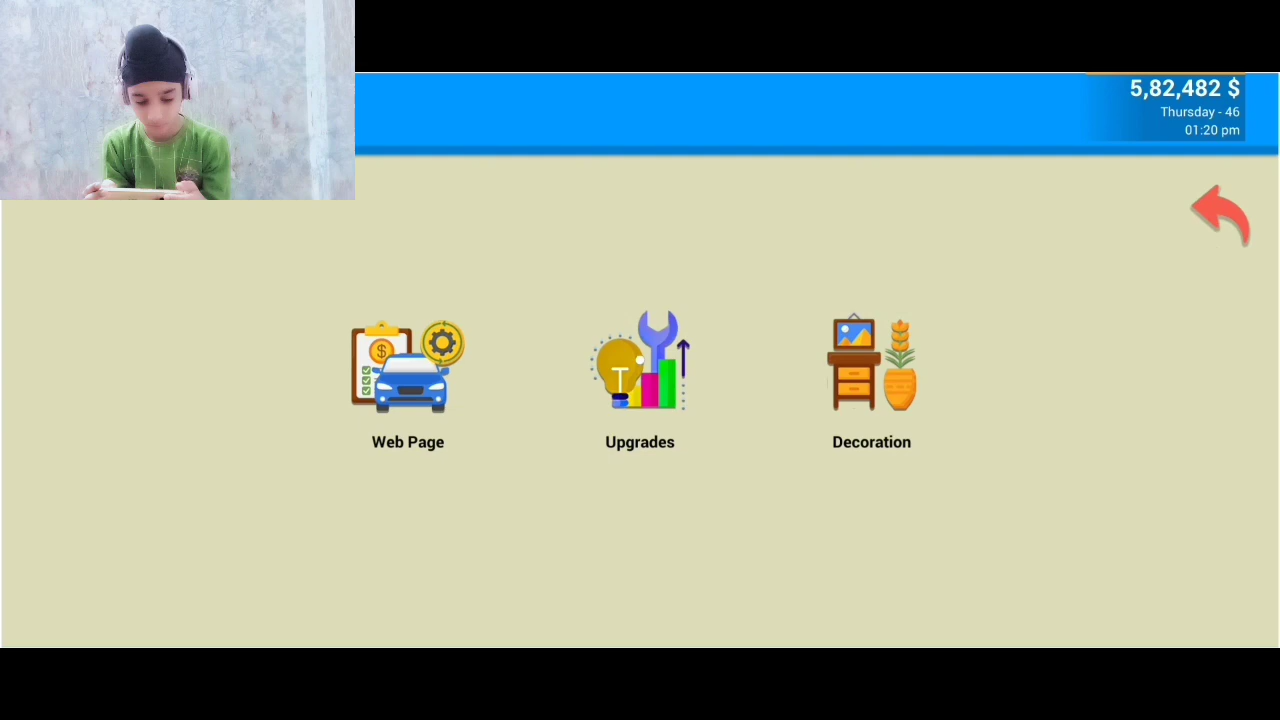 5,82,482 $
Thursday - 46
01:20 pm
Web Page
Upgrades
Decoration